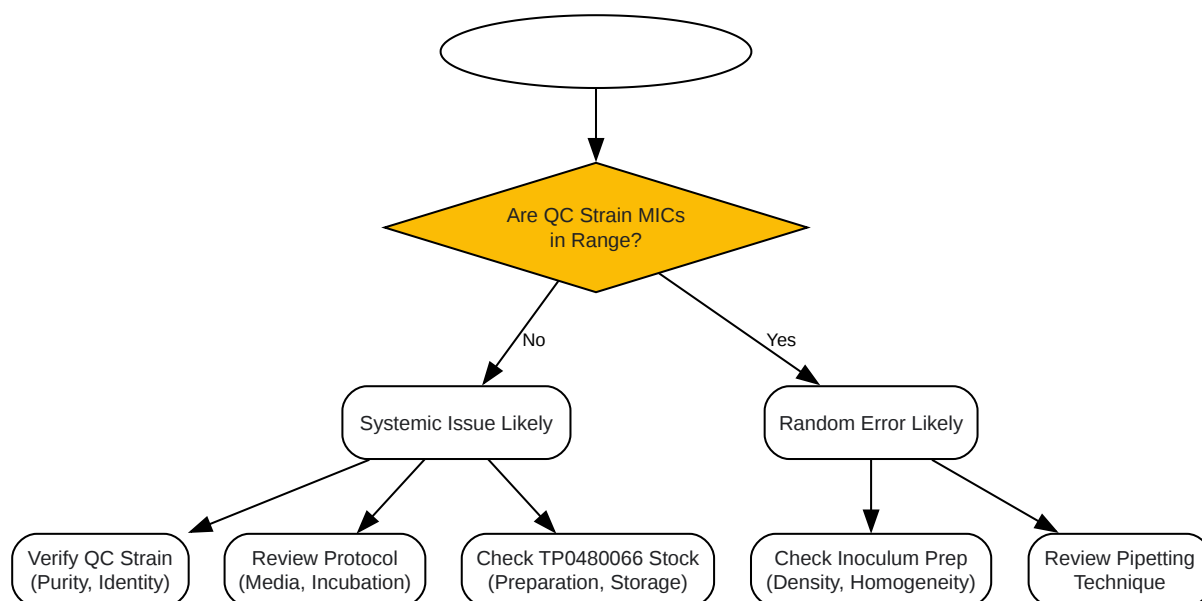 Are QC Strain MICs
in Range?
No
Yes
Systemic Issue Likely
Random Error Likely
Verify QC Strain
(Purity, Identity)
Review Protocol
(Media, Incubation)
Check TP0480066 Stock
(Preparation, Storage)
Check Inoculum Prep
(Density, Homogeneity)
Review Pipetting
Technique